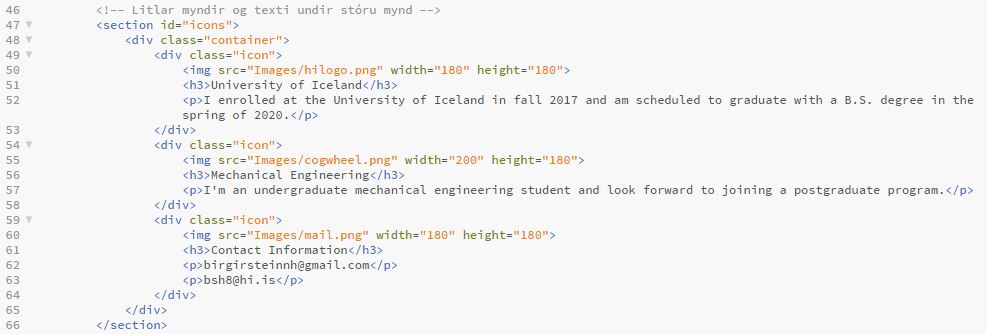 46 <!-- Litlar myndir og texti undir stóru mynd -->
47 <section id="icons">
48 <div class="container">
49 <div class="icon">
50 <img src="Images/hilogo.png" width="180" height="180">
51 <h3>University of Iceland</h3>
52 <p>I enrolled at the University of Iceland in fall 2017 and am scheduled to graduate with a B.S. degree in the
spring of 2020.</p>
53 </div>
54 <div class="icon">
55 <img src="Images/cogwheel.png" width="200" height="180">
56 <h3>Mechanical Engineering</h3>
57 <p>I'm an undergraduate mechanical engineering student and look forward to joining a postgraduate program.</p>
58 </div>
59 <div class="icon">
60 <img src="Images/mail.png" width="180" height="180">
61 <h3>Contact Information</h3>
62 <p>birgirsteinnh@gmail.com</p>
63 <p>bsh8@hi.is</p>
64 </div>
65 </div>
66 </section>